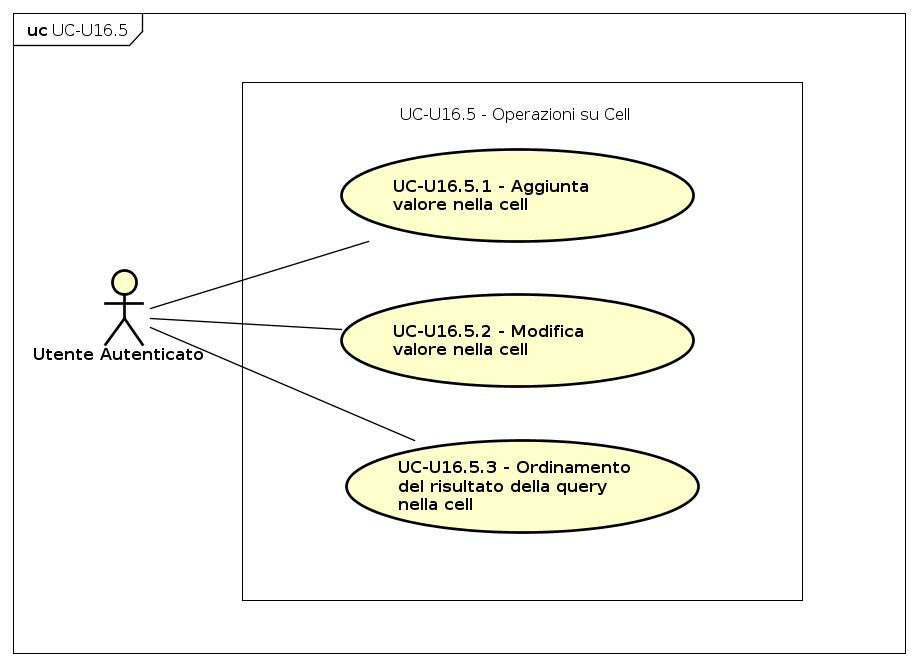 uc UC-U16.5
UC-U16.5 - Operazioni su Cell
UC-U16.5.1 - Aggiunta
valore nella cell
Utente Autenticato
UC-U16.5.2 - Modifica
valore nella cell
UC-U16.5.3 - Ordinamento
del risultato della query
nella cell